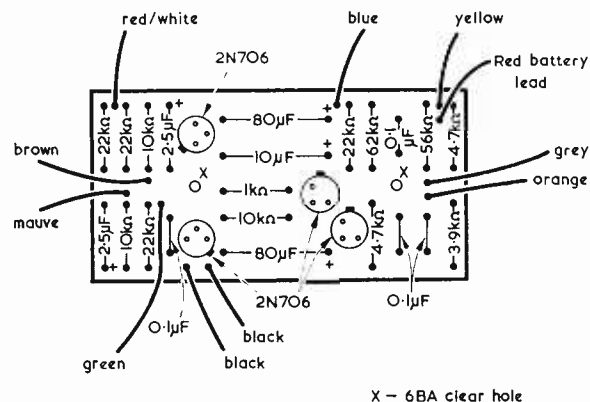 red/white
blue
yellow
2N706
Red battery
lead
22kΩ
22kΩ
10kΩ
2.5µF
+
80µF
+
22kΩ
62kΩ
0.1
µF
56kΩ
4.7kΩ
10µF
+
brown
X
X
grey
1kΩ
orange
mauve
10kΩ
2.5µF
+
10kΩ
22kΩ
80µF
+
4.7kΩ
3.9kΩ
2N706
0.1µF
0.1µF
black
green
black
X – 6BA clear hole